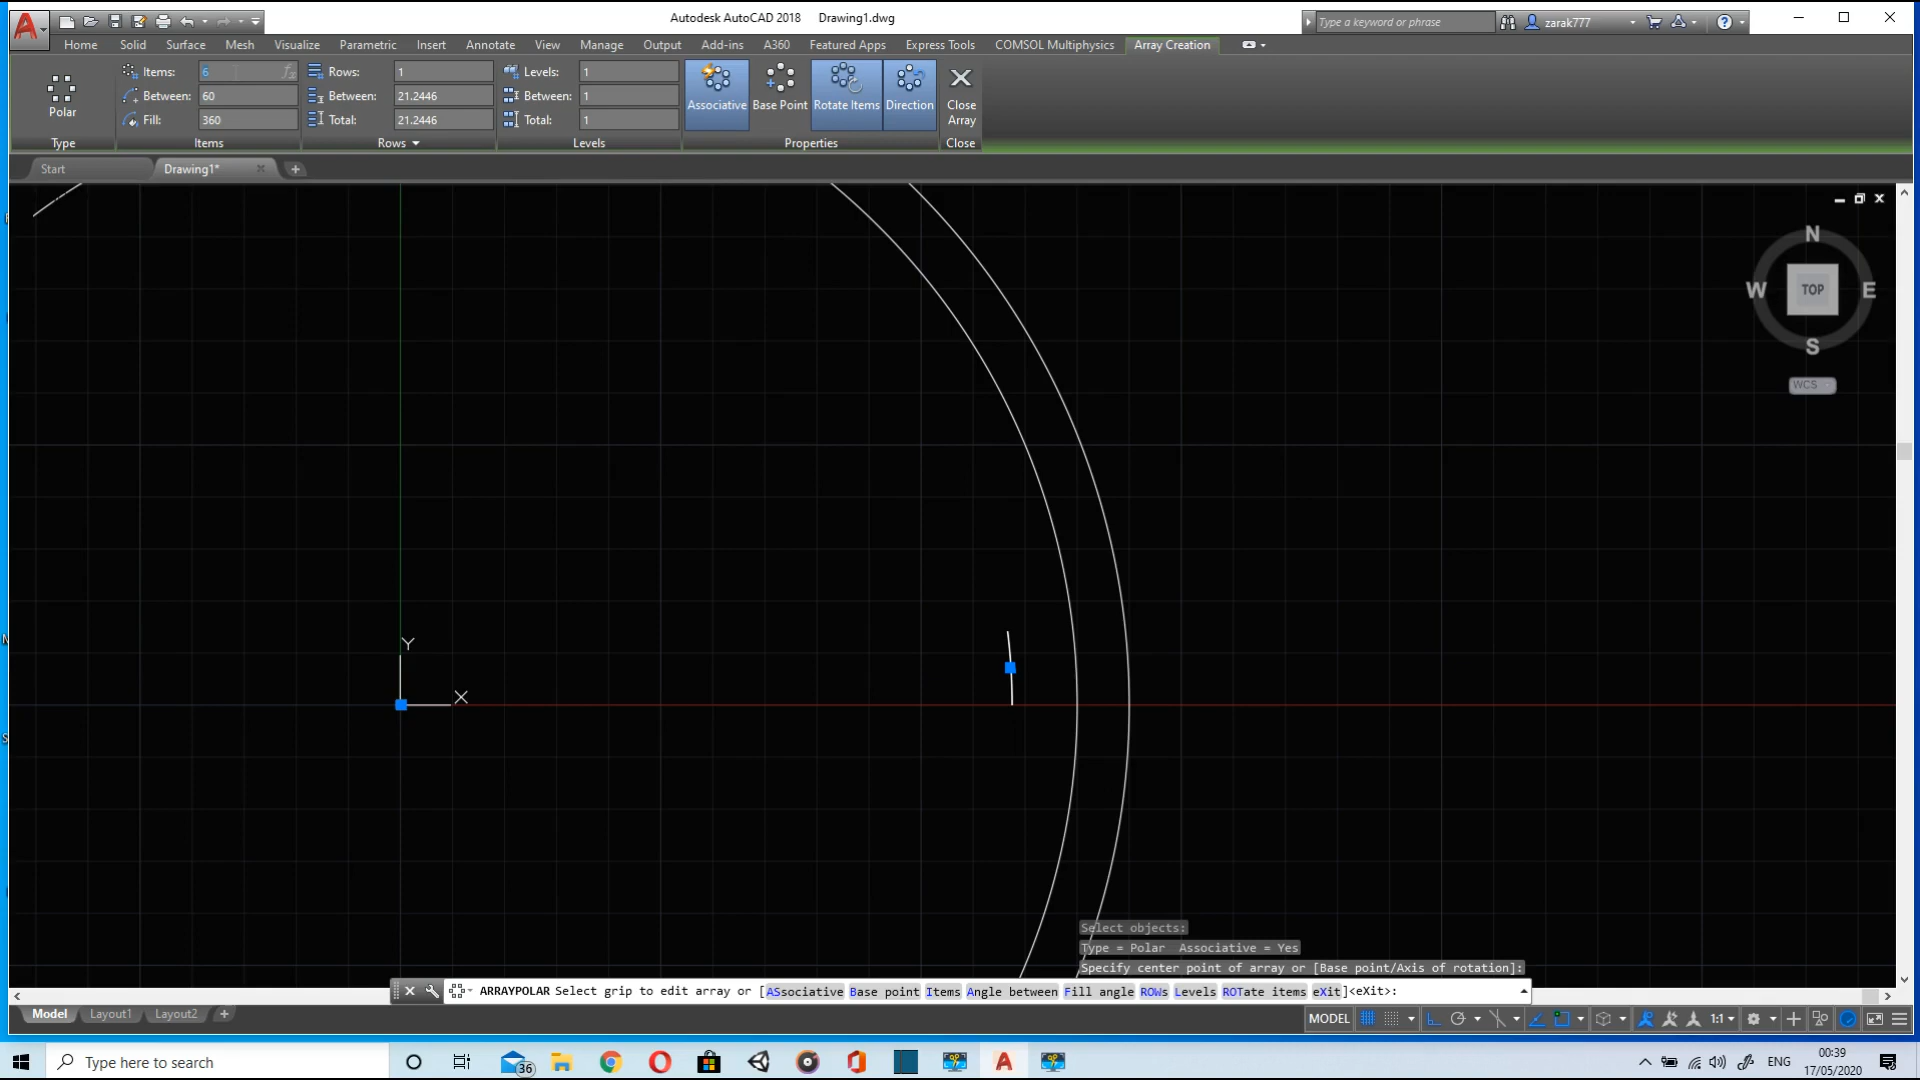 Autodesk AutoCAD 2018 Drawing1.dwg
Type a keyword or phrase
zarak777
Home Solid Surface Mesh Visualize Parametric Insert Annotate View Manage Output Add-ins A360 Featured Apps Express Tools COMSOL Multiphysics Array Creation
Items: 6 Rows: 1 Levels: 1
Between: 60 Between: 21.2446 Between: 1
Fill: 360 Total: 21.2446 Total: 1
Polar
Associative Base Point Rotate Items Direction Close Array
Type Items Rows Levels Properties Close
Start Drawing1*
N
W TOP E
S
WCS
Y
X
Select objects:
Type = Polar Associative = Yes
Specify center point of array or [Base point/Axis of rotation]:
ARRAYPOLAR Select grip to edit array or [ASsociative Base point Items Angle between Fill angle ROWs Levels ROTate items eXit]<eXit>:
Model Layout1 Layout2
MODEL 1:1
Type here to search
36
ENG
00:39
17/05/2020